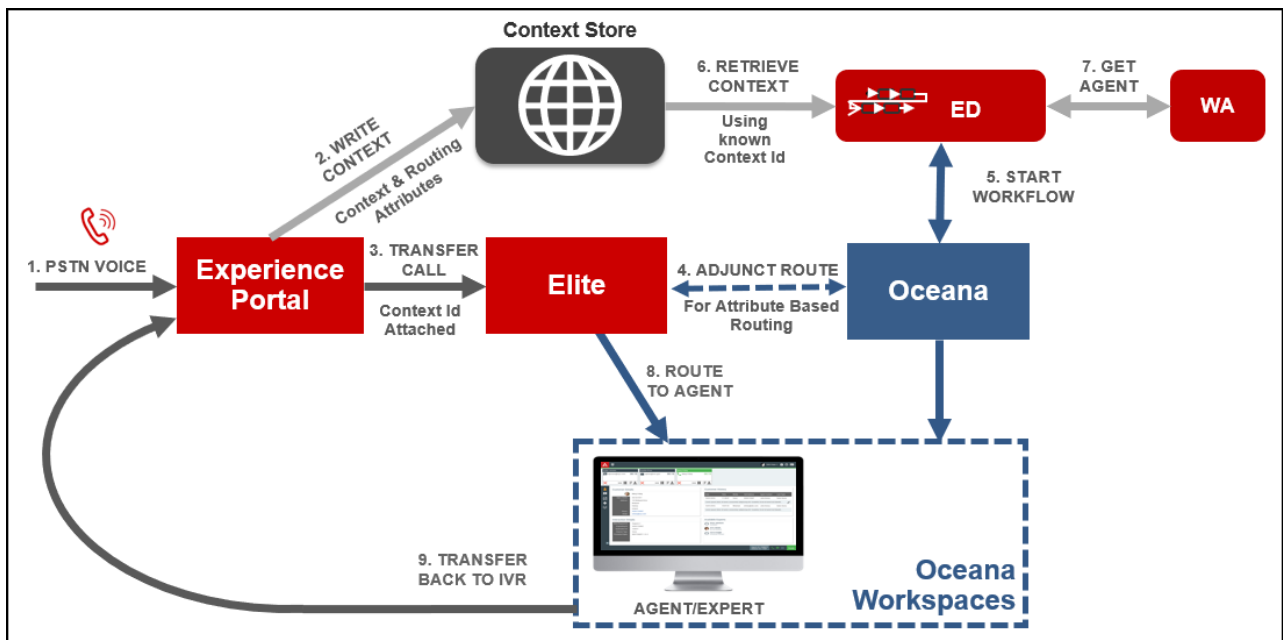 Context Store
6. RETRIEVE
CONTEXT
Using
known
Context Id
ED
7. GET
AGENT
WA
2. WRITE
CONTEXT
Context & Routing
Attributes
5. START
WORKFLOW
1. PSTN VOICE
Experience
Portal
3. TRANSFER
CALL
Context Id
Attached
Elite
4. ADJUNCT ROUTE
For Attribute Based
Routing
Oceana
8. ROUTE
TO AGENT
9. TRANSFER
BACK TO IVR
AGENT/EXPERT
Oceana
Workspaces